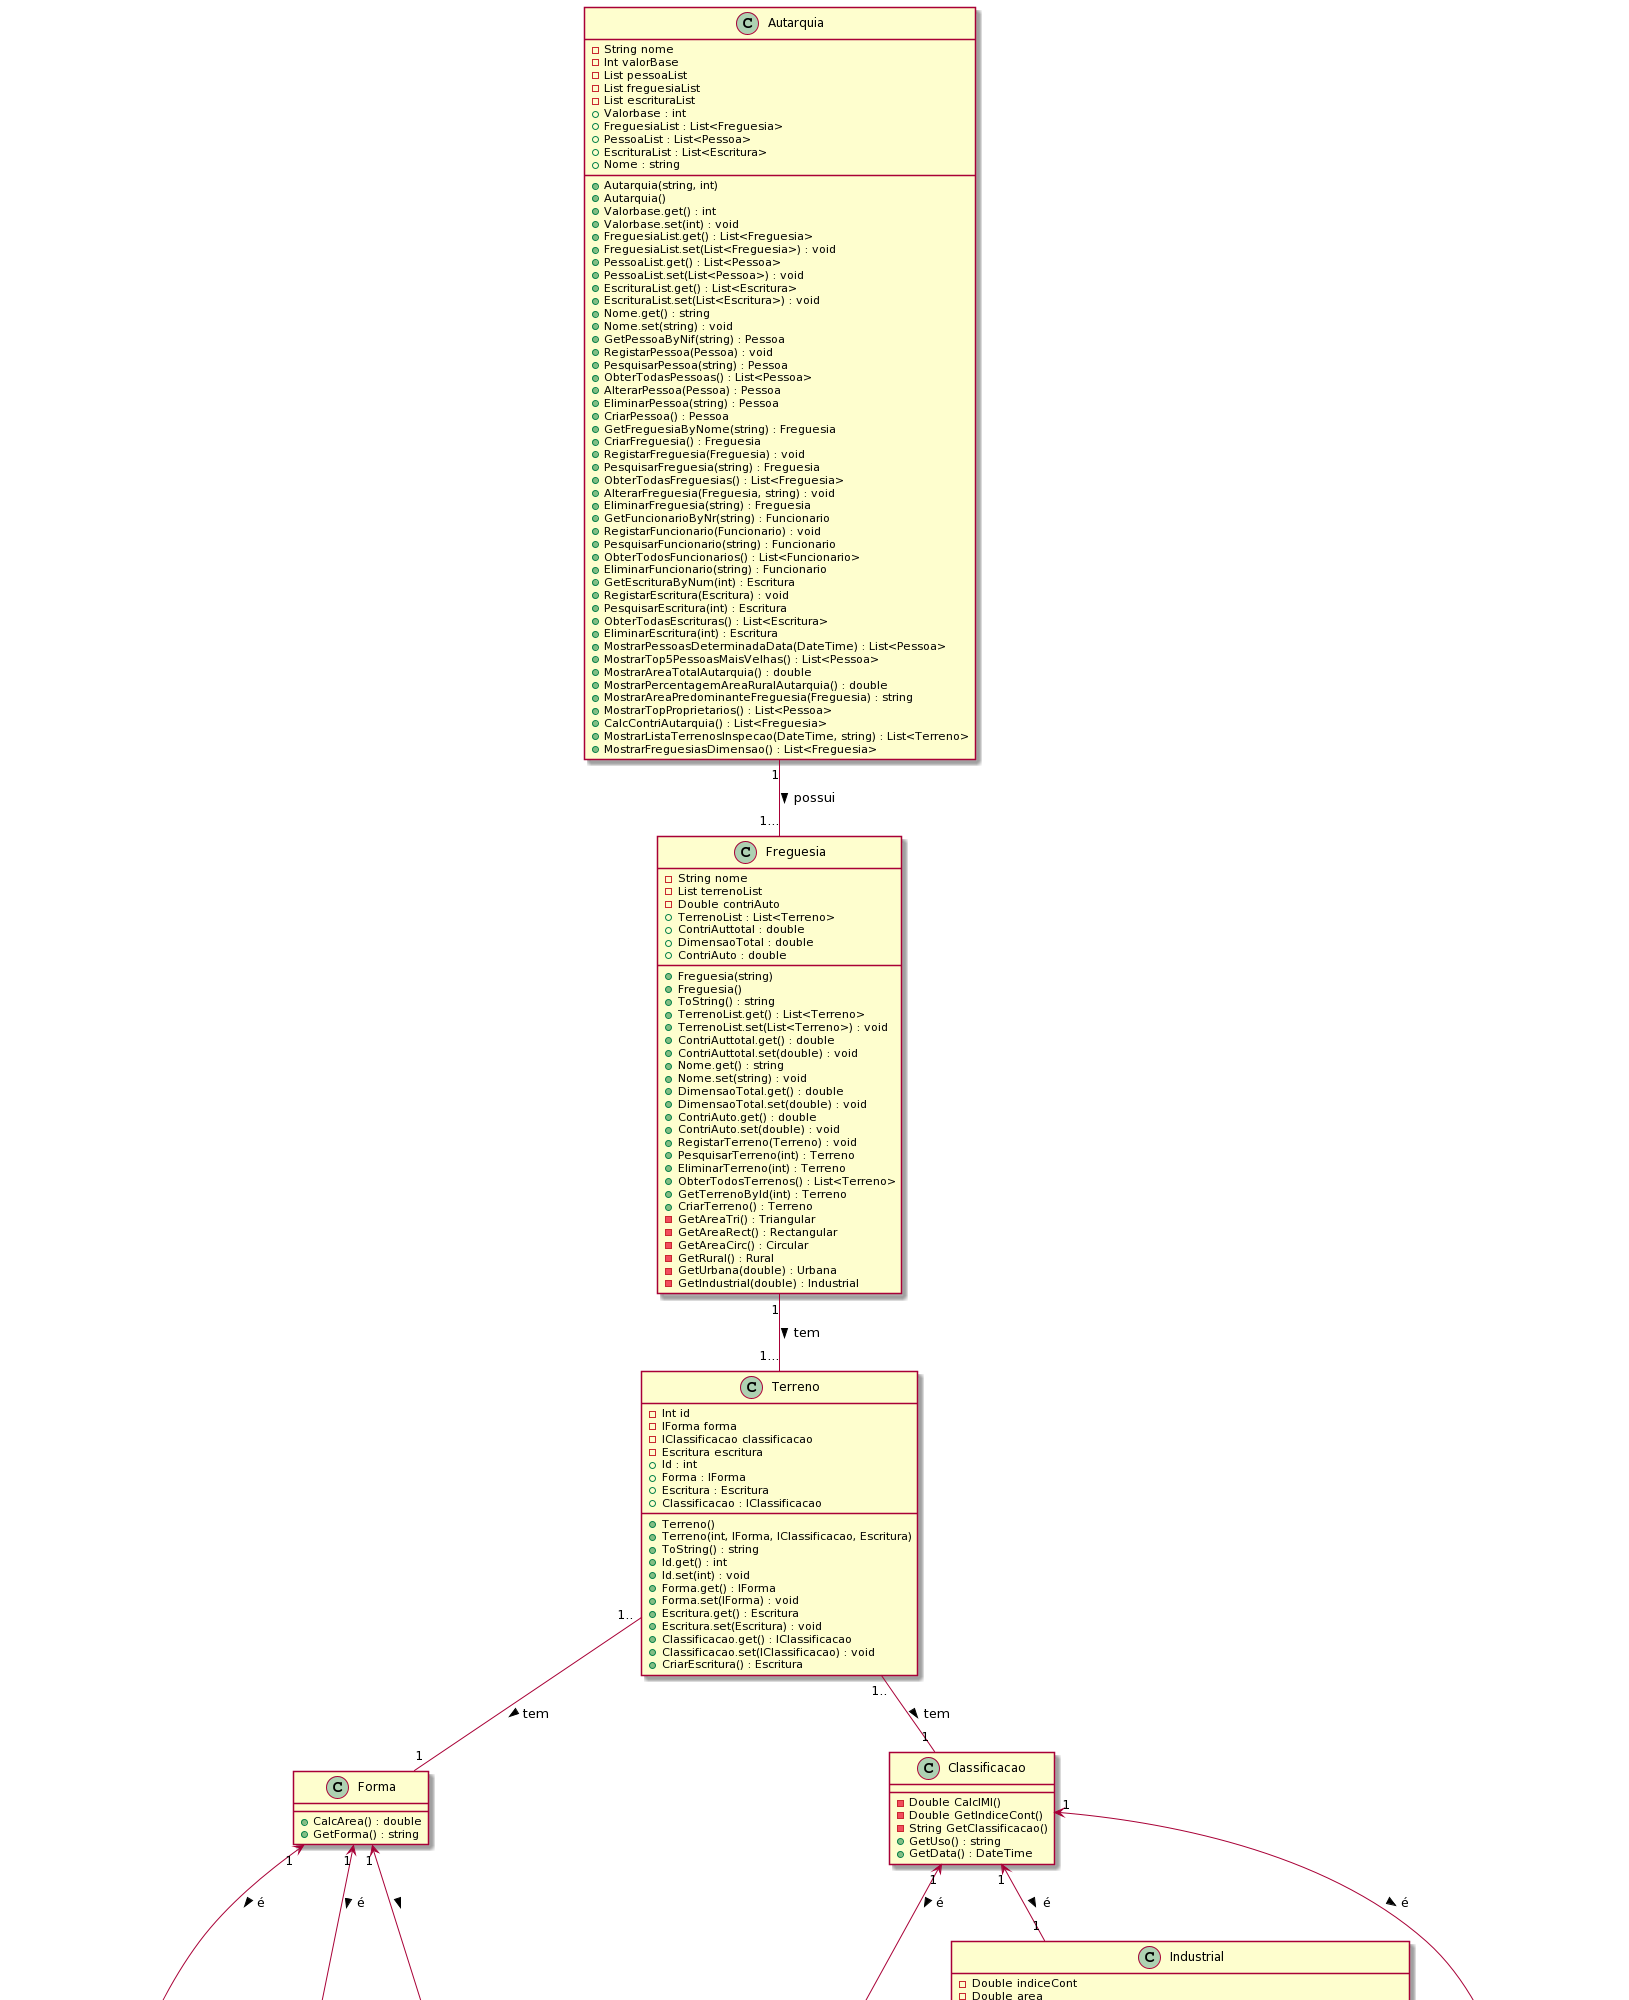 C Autarquia
String nome
Int valorBase
List pessoaList
List freguesiaList
List escrituraList
Valorbase : int
FreguesiaList : List<Freguesia>
PessoaList : List<Pessoa>
EscrituraList : List<Escritura>
Nome : string
Autarquia(string, int)
Autarquia()
Valorbase.get() : int
Valorbase.set(int) : void
FreguesiaList.get() : List<Freguesia>
FreguesiaList.set(List<Freguesia>) : void
PessoaList.get() : List<Pessoa>
PessoaList.set(List<Pessoa>) : void
EscrituraList.get() : List<Escritura>
EscrituraList.set(List<Escritura>) : void
Nome.get() : string
Nome.set(string) : void
GetPessoaByNif(string) : Pessoa
RegistarPessoa(Pessoa) : void
PesquisarPessoa(string) : Pessoa
ObterTodasPessoas() : List<Pessoa>
AlterarPessoa(Pessoa) : Pessoa
EliminarPessoa(string) : Pessoa
CriarPessoa() : Pessoa
GetFreguesiaByNome(string) : Freguesia
CriarFreguesia() : Freguesia
RegistarFreguesia(Freguesia) : void
PesquisarFreguesia(string) : Freguesia
ObterTodasFreguesias() : List<Freguesia>
AlterarFreguesia(Freguesia, string) : void
EliminarFreguesia(string) : Freguesia
GetFuncionarioByNr(string) : Funcionario
RegistarFuncionario(Funcionario) : void
PesquisarFuncionario(string) : Funcionario
ObterTodosFuncionarios() : List<Funcionario>
EliminarFuncionario(string) : Funcionario
GetEscrituraByNum(int) : Escritura
RegistarEscritura(Escritura) : void
PesquisarEscritura(int) : Escritura
ObterTodasEscrituras() : List<Escritura>
EliminarEscritura(int) : Escritura
MostrarPessoasDeterminadaData(DateTime) : List<Pessoa>
MostrarTop5PessoasMaisVelhas() : List<Pessoa>
MostrarAreaTotalAutarquia() : double
MostrarPercentagemAreaRuralAutarquia() : double
MostrarAreaPredominanteFreguesia(Freguesia) : string
MostrarTopProprietarios() : List<Pessoa>
CalcContriAutarquia() : List<Freguesia>
MostrarListaTerrenosInspecao(DateTime, string) : List<Terreno>
MostrarFreguesiasDimensao() : List<Freguesia>
1
possui
1...
C Freguesia
String nome
List terrenoList
Double contriAuto
TerrenoList : List<Terreno>
ContriAuttotal : double
DimensaoTotal : double
ContriAuto : double
Freguesia(string)
Freguesia()
ToString() : string
TerrenoList.get() : List<Terreno>
TerrenoList.set(List<Terreno>) : void
ContriAuttotal.get() : double
ContriAuttotal.set(double) : void
Nome.get() : string
Nome.set(string) : void
DimensaoTotal.get() : double
DimensaoTotal.set(double) : void
ContriAuto.get() : double
ContriAuto.set(double) : void
RegistarTerreno(Terreno) : void
PesquisarTerreno(int) : Terreno
EliminarTerreno(int) : Terreno
ObterTodosTerrenos() : List<Terreno>
GetTerrenoById(int) : Terreno
CriarTerreno() : Terreno
GetAreaTri() : Triangular
GetAreaRect() : Rectangular
GetAreaCirc() : Circular
GetRural() : Rural
GetUrbana(double) : Urbana
GetIndustrial(double) : Industrial
1
tem
1...
C Terreno
Int id
IForma forma
IClassificacao classificacao
Escritura escritura
Id : int
Forma : IForma
Escritura : Escritura
Classificacao : IClassificacao
Terreno()
Terreno(int, IForma, IClassificacao, Escritura)
ToString() : string
Id.get() : int
Id.set(int) : void
Forma.get() : IForma
Forma.set(IForma) : void
Escritura.get() : Escritura
Escritura.set(Escritura) : void
Classificacao.get() : IClassificacao
Classificacao.set(IClassificacao) : void
CriarEscritura() : Escritura
1..
1..
tem
tem
1
1
C Forma
CalcArea() : double
GetForma() : string
C Classificacao
Double CalcIMI()
Double GetIndiceCont()
String GetClassificacao()
GetUso() : string
GetData() : DateTime
1
1 1 1
1 1
é é
é é é
1
C Industrial
Double indiceCont
Double area